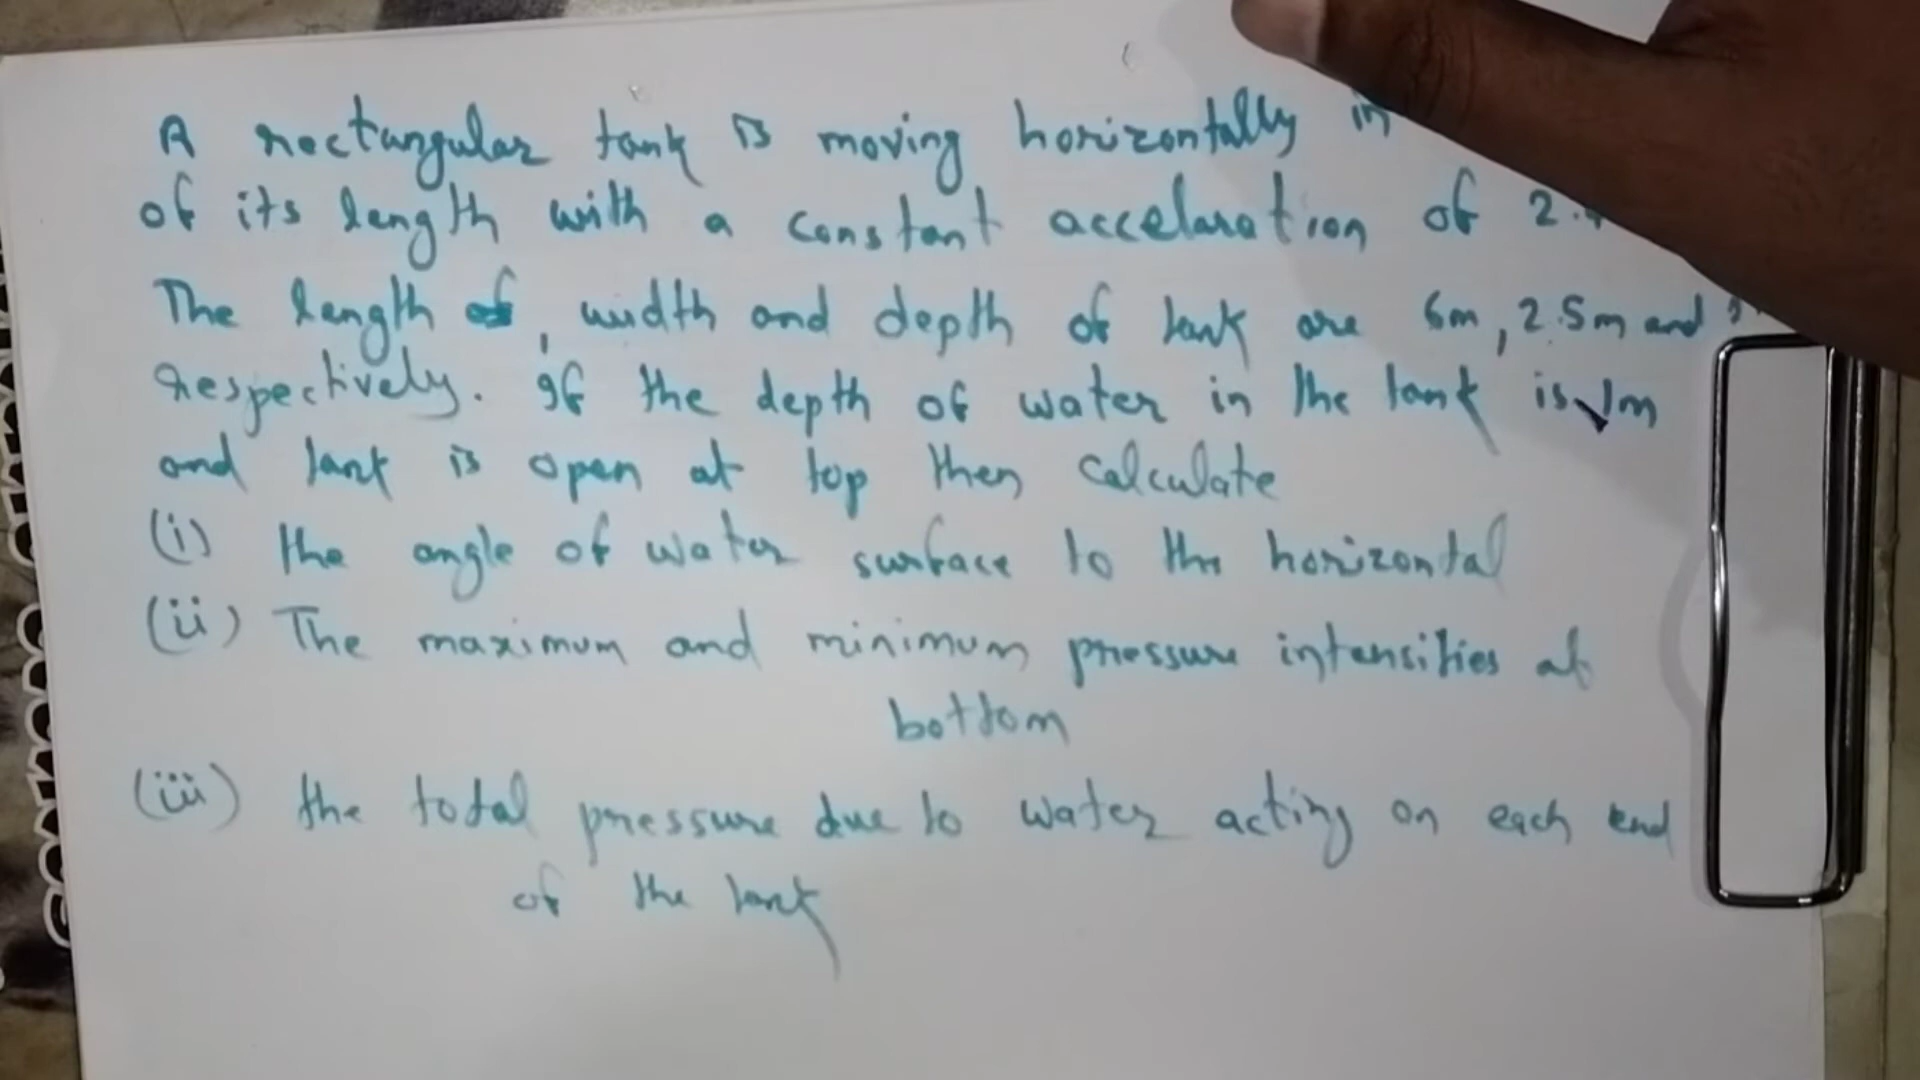 A rectangular tank is moving horizontally in
of its length with a constant accelaration of 2.
The length of, width and depth of tank are 6m, 2.5m and
respectively. If the depth of water in the tank is 1m
and tank is open at top then calculate
(i) the angle of water surface to the horizontal
(ii) The maximum and minimum pressure intensities at
bottom
(iii) the total pressure due to water acting on each end
of the tank